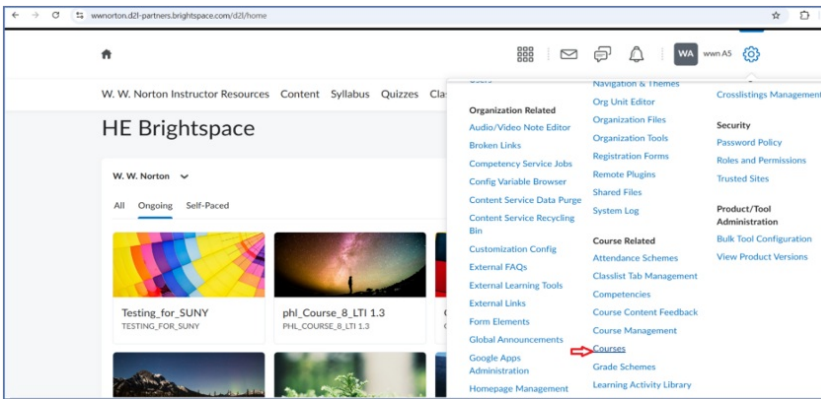 wwnorton.d2l-partners.brightspace.com/d2l/home
WA
wwn A5
W. W. Norton Instructor Resources Content Syllabus Quizzes Cla
HE Brightspace
W. W. Norton
All Ongoing Self-Paced
Testing_for_SUNY
TESTING_FOR_SUNY
phl_Course_8_LTI 1.3
PHL_COURSE_8_LTI 1.3
Organization Related
Audio/Video Note Editor
Broken Links
Competency Service Jobs
Config Variable Browser
Content Service Data Purge
Content Service Recycling
Bin
Customization Config
External FAQs
External Learning Tools
External Links
Form Elements
Global Announcements
Google Apps
Administration
Homepage Management
Navigation & Themes
Org Unit Editor
Organization Files
Organization Tools
Registration Forms
Remote Plugins
Shared Files
System Log
Course Related
Attendance Schemes
Classlist Tab Management
Competencies
Course Content Feedback
Course Management
Courses
Grade Schemes
Learning Activity Library
Crosslistings Management
Security
Password Policy
Roles and Permissions
Trusted Sites
Product/Tool
Administration
Bulk Tool Configuration
View Product Versions